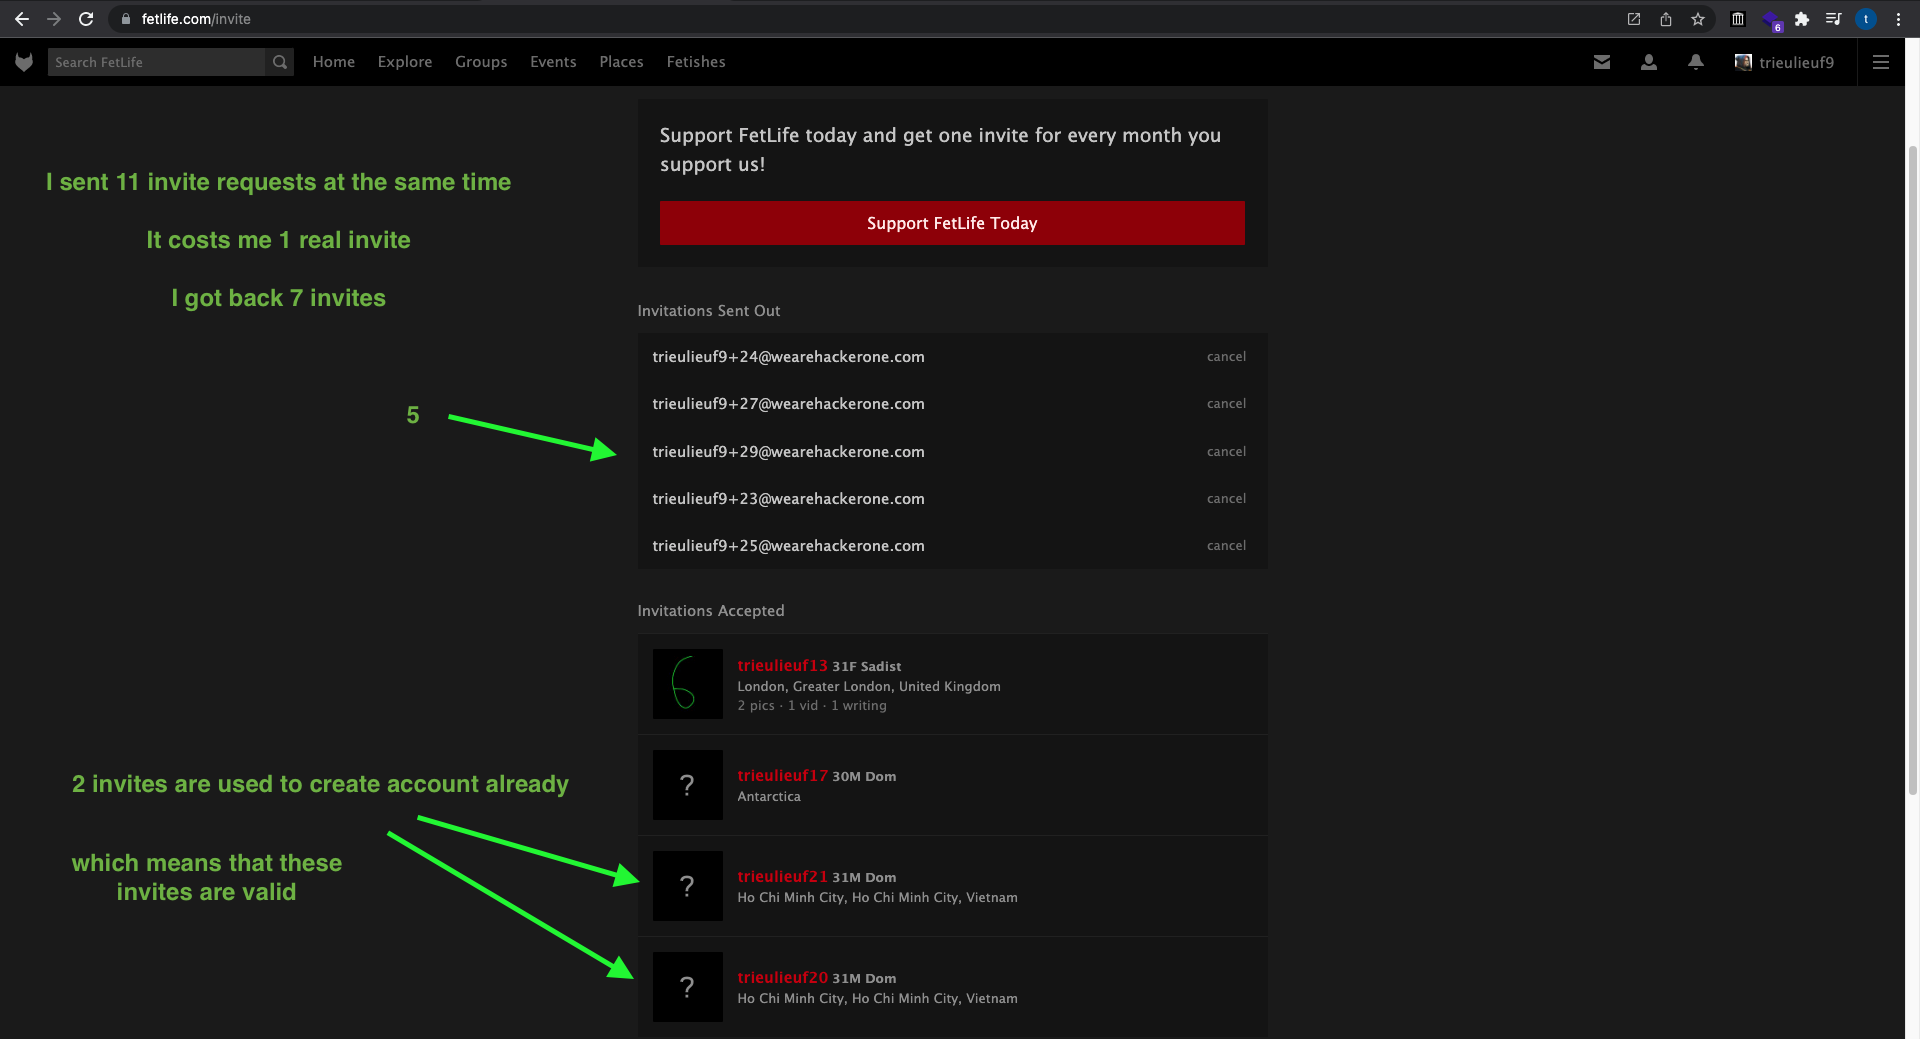 fetlife.com/invite
t
6
Search FetLife
Home
Explore
Groups
Events
Places
Fetishes
trieulieuf9
Support FetLife today and get one invite for every month you
support us!
Support FetLife Today
I sent 11 invite requests at the same time
It costs me 1 real invite
I got back 7 invites
Invitations Sent Out
trieulieuf9+24@wearehackerone.com
cancel
trieulieuf9+27@wearehackerone.com
cancel
5
trieulieuf9+29@wearehackerone.com
cancel
trieulieuf9+23@wearehackerone.com
cancel
trieulieuf9+25@wearehackerone.com
cancel
Invitations Accepted
trieulieuf13 31F Sadist
London, Greater London, United Kingdom
2 pics · 1 vid · 1 writing
?
trieulieuf17 30M Dom
Antarctica
2 invites are used to create account already
which means that these
invites are valid
?
trieulieuf21 31M Dom
Ho Chi Minh City, Ho Chi Minh City, Vietnam
?
trieulieuf20 31M Dom
Ho Chi Minh City, Ho Chi Minh City, Vietnam